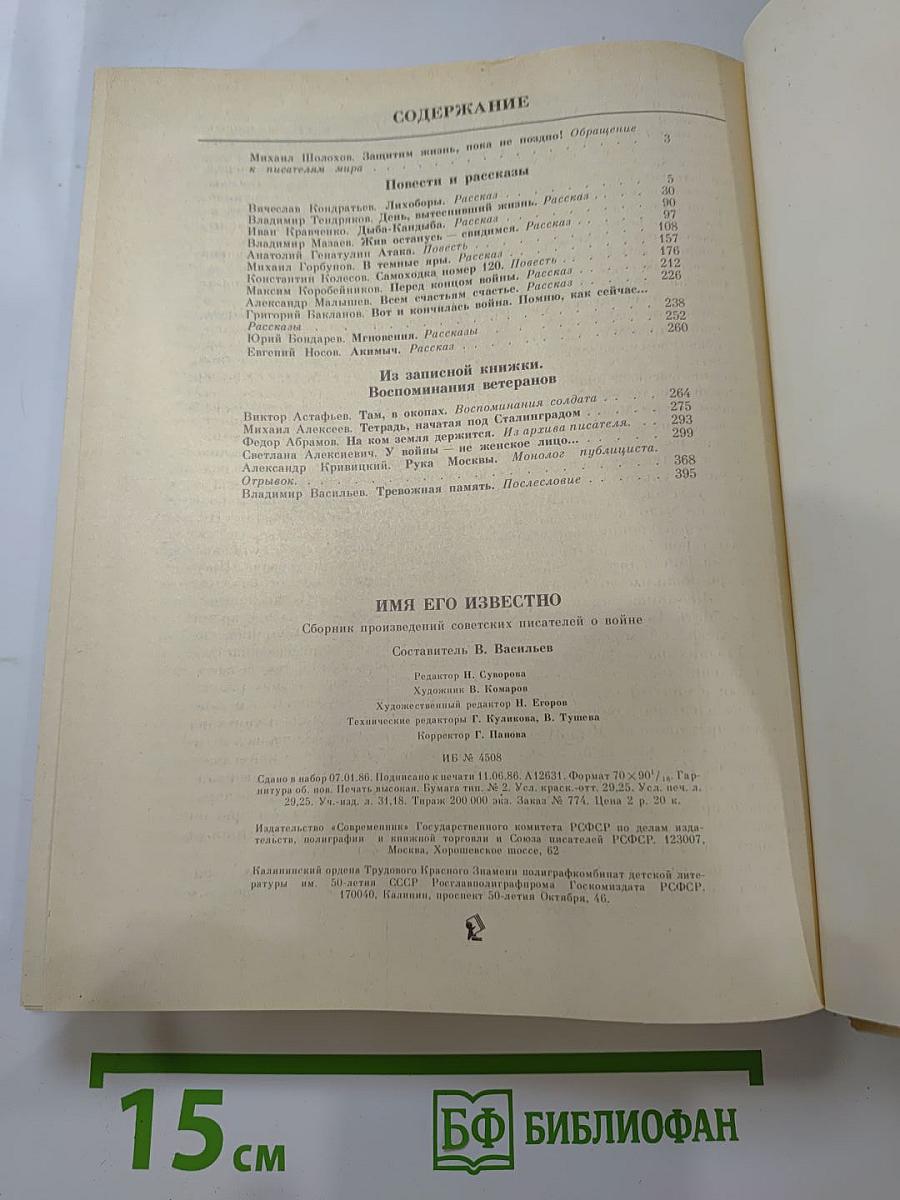 СОДЕРЖАНИЕ
Михаил Шолохов. Защитим жизнь, пока не поздно! Обращение
к писателям мира . . . . . . . . . . . . . . . . 3
Повести и рассказы
Вячеслав Кондратьев. Лихоборы. Рассказ . . . . . . . 5
Владимир Тендряков. День, вытеснивший жизнь. Рассказ . . . 30
Иван Кравченко. Дыба-Кандыба. Рассказ . . . . . . 90
Владимир Мазаев. Жив останусь — свидимся. Рассказ . . . 97
Анатолий Генатулин Атака. Повесть . . . . . . . 108
Михаил Горбунов. В темные яры. Рассказ . . . . . . 157
Константин Колесов. Самоходка номер 120. Повесть . . . . 176
Максим Коробейников. Перед концом войны. Рассказ . . . . 212
Александр Малышев. Всем счастьям счастье. Рассказ . . . . 226
Григорий Бакланов. Вот и кончилась война. Помню, как сейчас...
Рассказы . . . . . . . . . . . . . . . . 238
Юрий Бондарев. Мгновения. Рассказы . . . . . . . 252
Евгений Носов. Акимыч. Рассказ . . . . . . . . 260
Из записной книжки.
Воспоминания ветеранов
Виктор Астафьев. Там, в окопах. Воспоминания солдата . . . . 264
Михаил Алексеев. Тетрадь, начатая под Сталинградом . . . . 275
Федор Абрамов. На ком земля держится. Из архива писателя. . . 293
Светлана Алексиевич. У войны — не женское лицо... . . . . . 299
Александр Кривицкий. Рука Москвы. Монолог публициста.
Отрывок. . . . . . . . . . . . . . . . . 368
Владимир Васильев. Тревожная память. Послесловие . . . . . 395
ИМЯ ЕГО ИЗВЕСТНО
Сборник произведений советских писателей о войне
Составитель В. Васильев
Редактор Н. Суворова
Художник В. Комаров
Художественный редактор Н. Егоров
Технические редакторы Г. Куликова, В. Тушева
Корректор Г. Панова
ИБ № 4508
Сдано в набор 07.01.86. Подписано к печати 11.06.86. А12631. Формат 70×90¹/₁₆. Гар-
нитура об. нов. Печать высокая. Бумага тип. № 2. Усл. краск.-отт. 29,25. Усл. печ. л.
29,25. Уч.-изд. л. 31,18. Тираж 200 000 экз. Заказ № 774. Цена 2 р. 20 к.
Издательство «Современник» Государственного комитета РСФСР по делам изда-
тельств, полиграфии и книжной торговли и Союза писателей РСФСР. 123007,
Москва, Хорошевское шоссе, 62
Калининский ордена Трудового Красного Знамени полиграфкомбинат детской лите-
ратуры им. 50-летия СССР Росглавполиграфпрома Госкомиздата РСФСР.
170040, Калинин, проспект 50-летия Октября, 46.
15 см
БФ БИБЛИОФАН